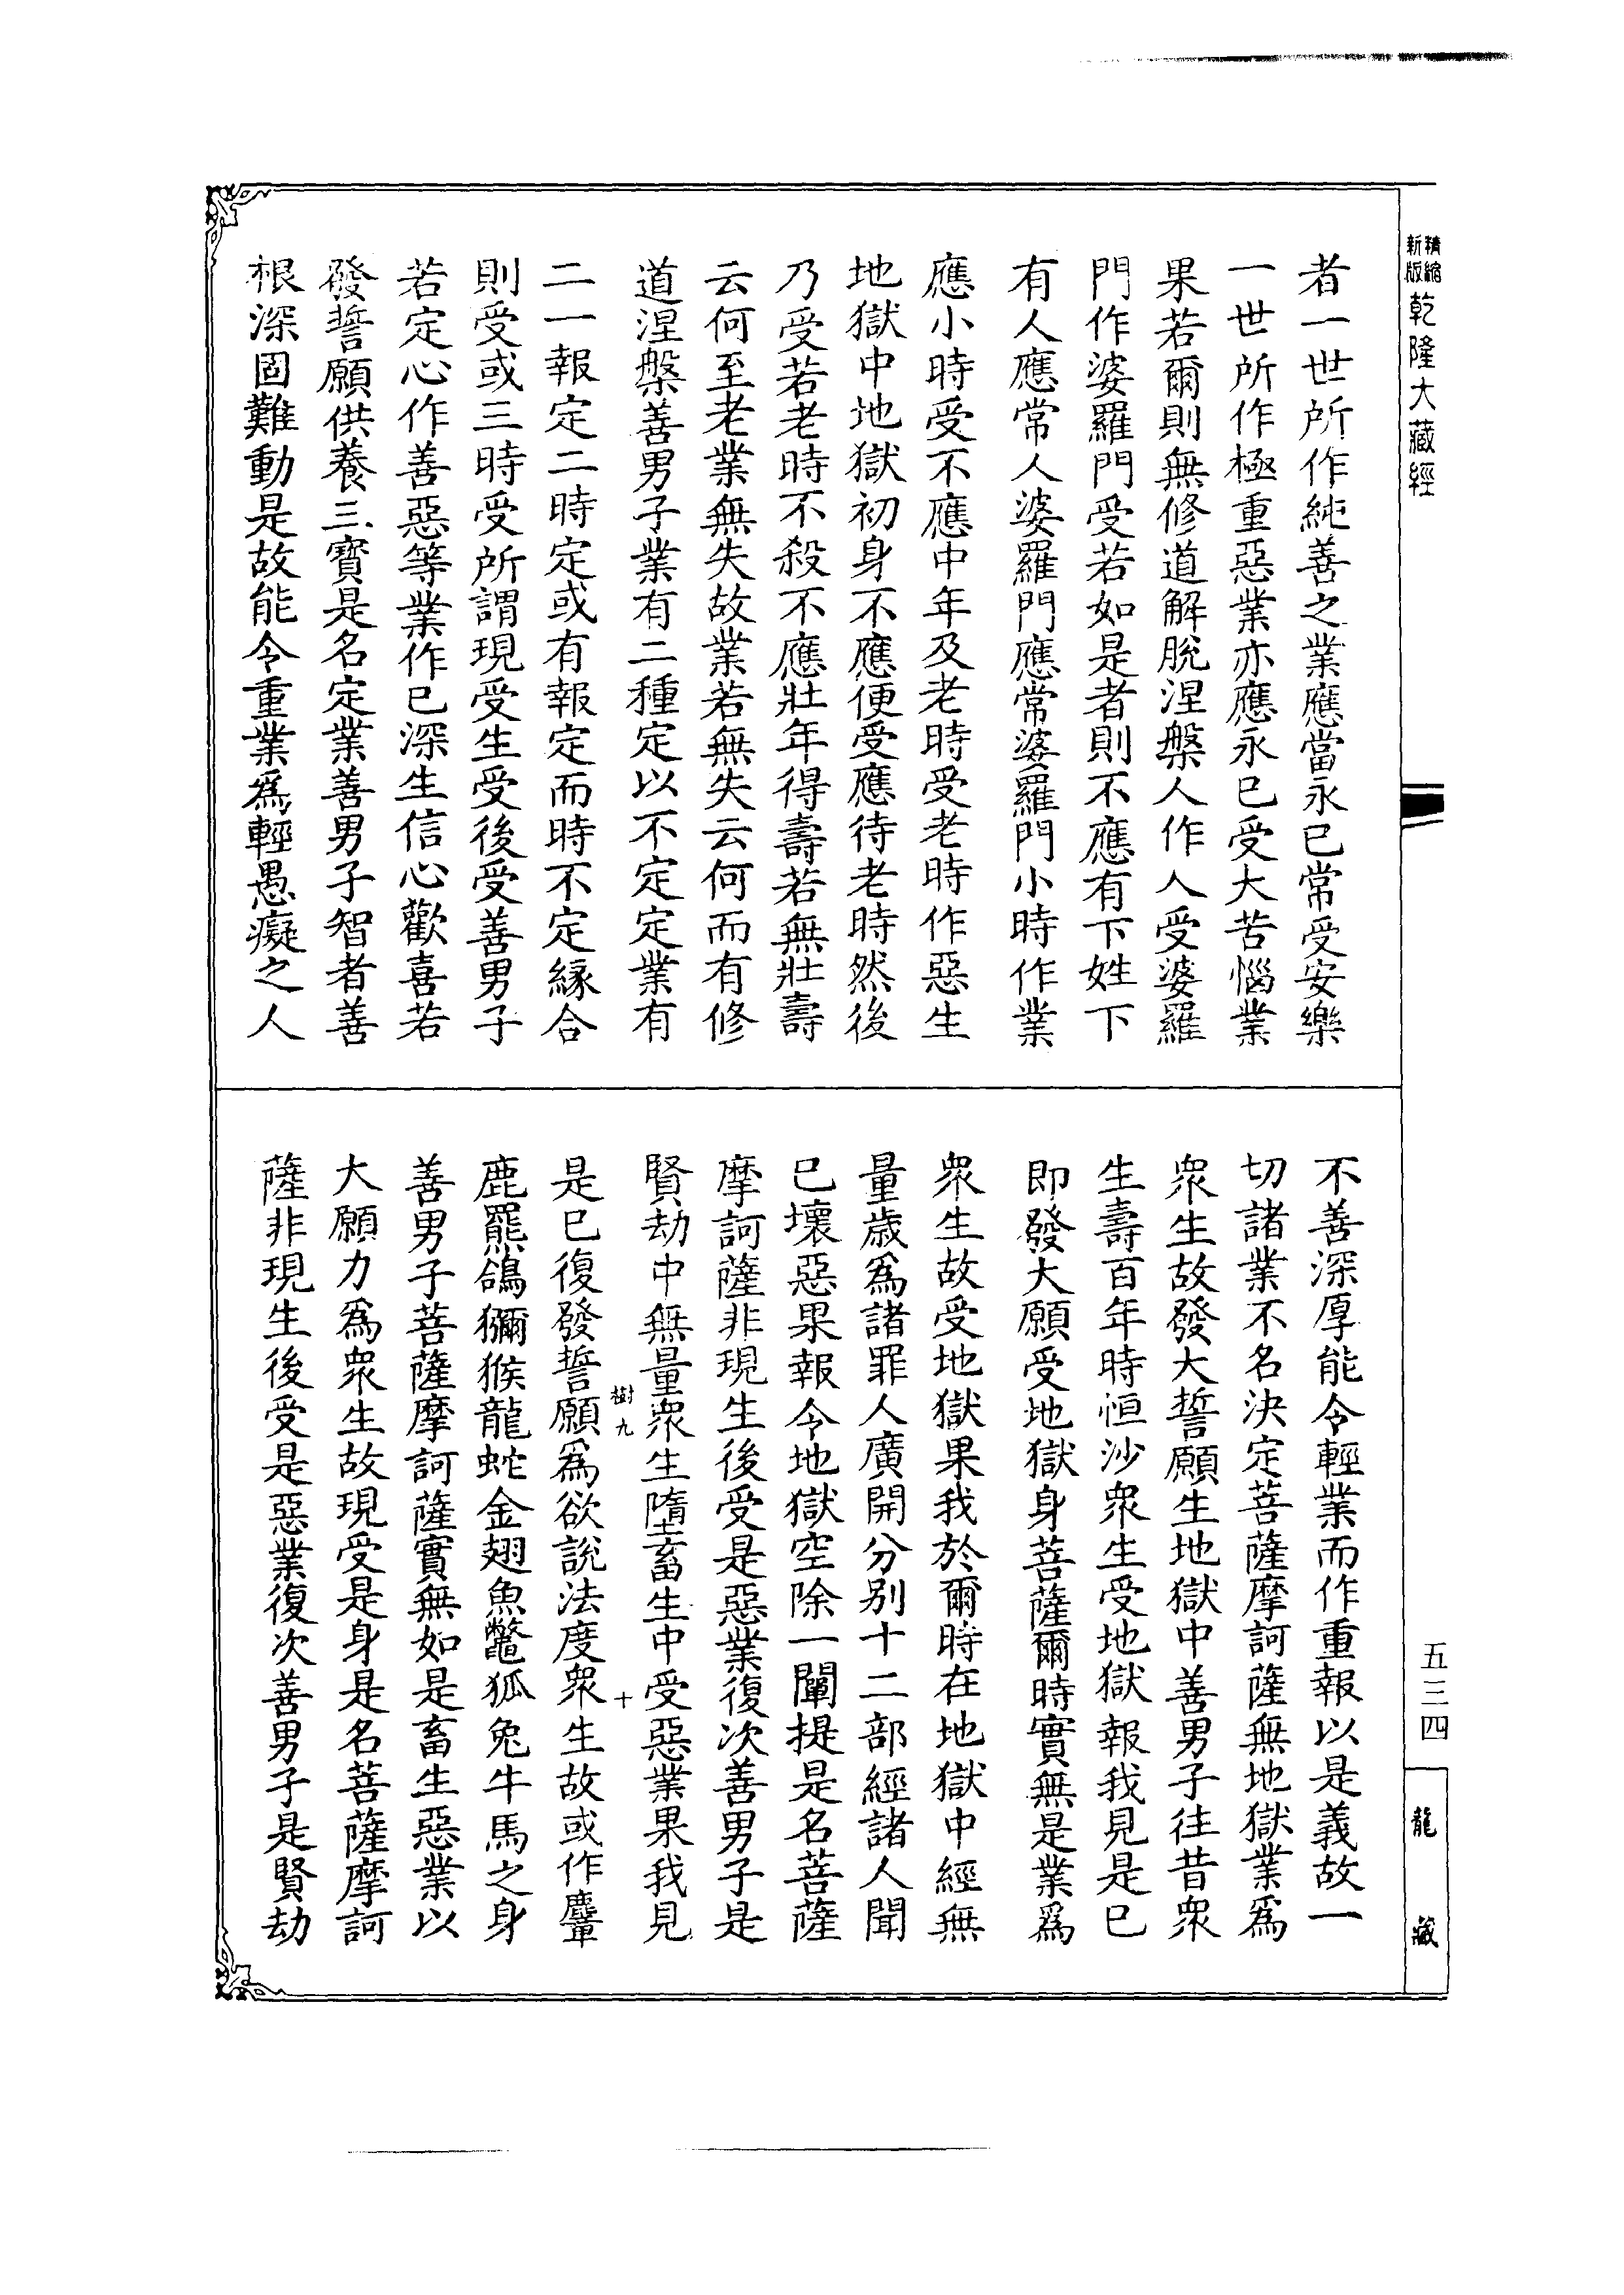 精縮
新版
乾隆大藏經
者一世所作純善之業應當永已常受安樂
一世所作極重惡業亦應永已受大苦惱業
果若爾則無修道解脫涅槃人作人受婆羅
門作婆羅門受若如是者則不應有下姓下
有人應常人婆羅門應常婆羅門小時作業
應小時受不應中年及老時受老時作惡生
地獄中地獄初身不應便受應待老時然後
乃受若老時不殺不應壯年得壽若無壯壽
云何至老業無失故業若無失云何而有修
道涅槃善男子業有二種定以不定定業有
二一報定二時定或有報定而時不定緣合
則受或三時受所謂現受生受後受善男子
若定心作善惡等業作已深生信心歡喜若
發誓願供養三寶是名定業善男子智者善
根深固難動是故能令重業為輕愚癡之人
不善深厚能令輕業而作重報以是義故一
切諸業不名決定菩薩摩訶薩無地獄業為
眾生故發大誓願生地獄中善男子往昔眾
生壽百年時恒沙眾生受地獄報我見是已
即發大願受地獄身菩薩爾時實無是業為
眾生故受地獄果我於爾時在地獄中經無
量歲為諸罪人廣開分別十二部經諸人聞
已壞惡果報令地獄空除一闡提是名菩薩
摩訶薩非現生後受是惡業復次善男子是
賢劫中無量眾生墮畜生中受惡業果我見
樹九
十
是已復發誓願為欲說法度眾生故或作麞
鹿羆鴿獼猴龍蛇金翅魚鼈狐兔牛馬之身
善男子菩薩摩訶薩實無如是畜生惡業以
大願力為眾生故現受是身是名菩薩摩訶
薩非現生後受是惡業復次善男子是賢劫
五三四
龍藏